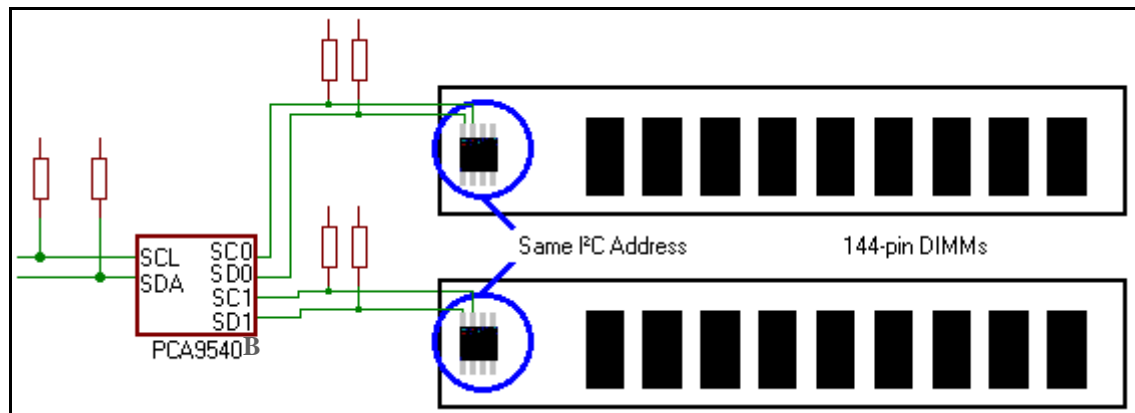 SCL
SDA
SC0
SD0
SC1
SD1
PCA9540B
Same I²C Address
144-pin DIMMs